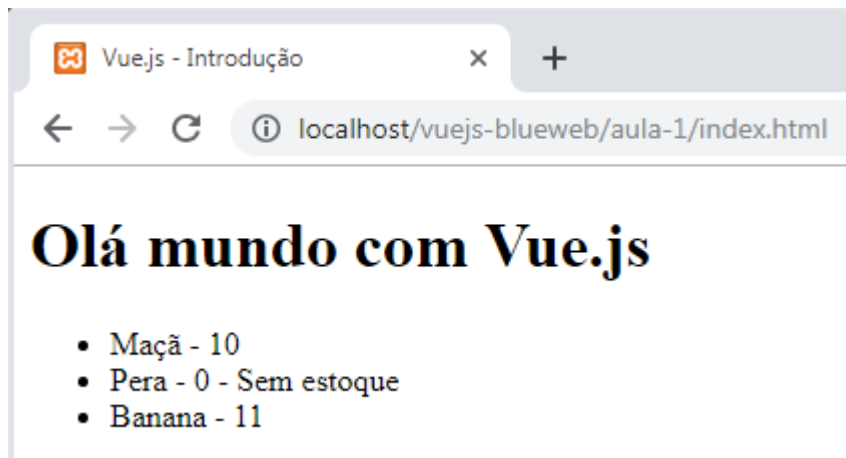 Vue.js - Introdução
localhost/vuejs-blueweb/aula-1/index.html
Olá mundo com Vue.js
Maçã - 10
Pera - 0 - Sem estoque
Banana - 11